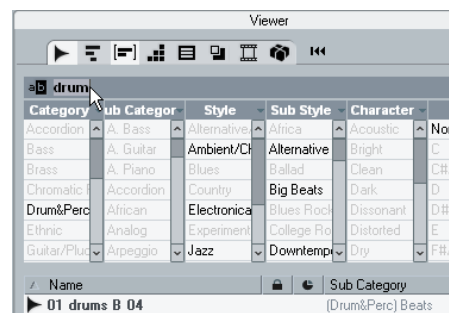 Viewer
ab drum
Category ub Categor Style Sub Style Character
Accordion A. Bass Alternative/ Africa Acoustic No
Bass A. Guitar Ambient/Ch Alternative Bright C
Brass A. Piano Blues Ballad Clean C#
Chromatic P Accordion Country Big Beats Dark D
Drum&Perc African Electronica Blues Rock Dissonant D#
Ethnic Analog Experiment College Ro Distorted E
Guitar/Pluc Arpeggio Jazz Downtempo Dry F#
Name Sub Category
01 drums B 04 (Drum&Perc) Beats